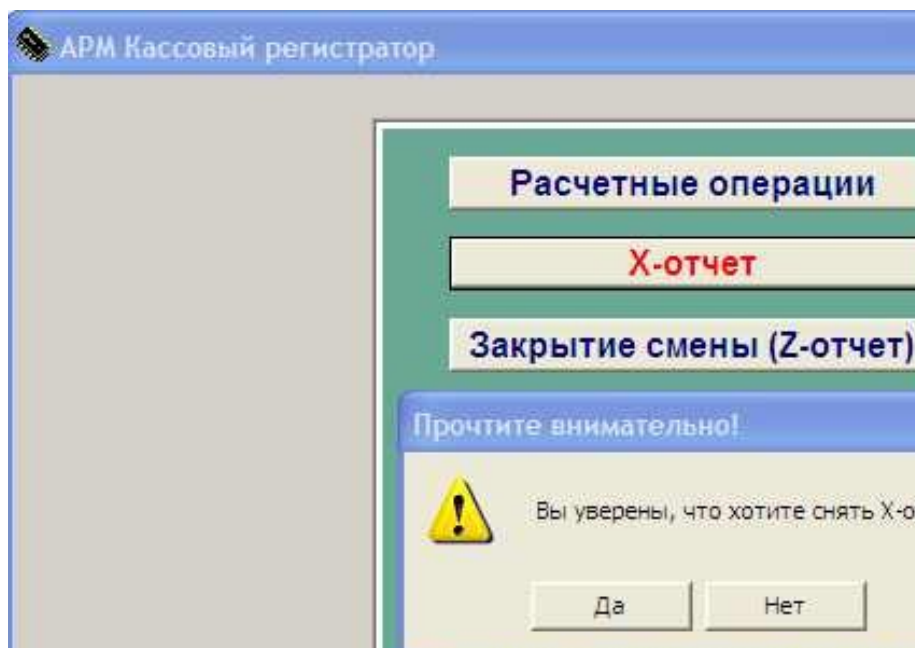 АРМ Кассовый регистратор
Расчетные операции
Х-отчет
Закрытие смены (Z-отчет)
Прочтите внимательно!
Вы уверены, что хотите снять Х-о
Да
Нет